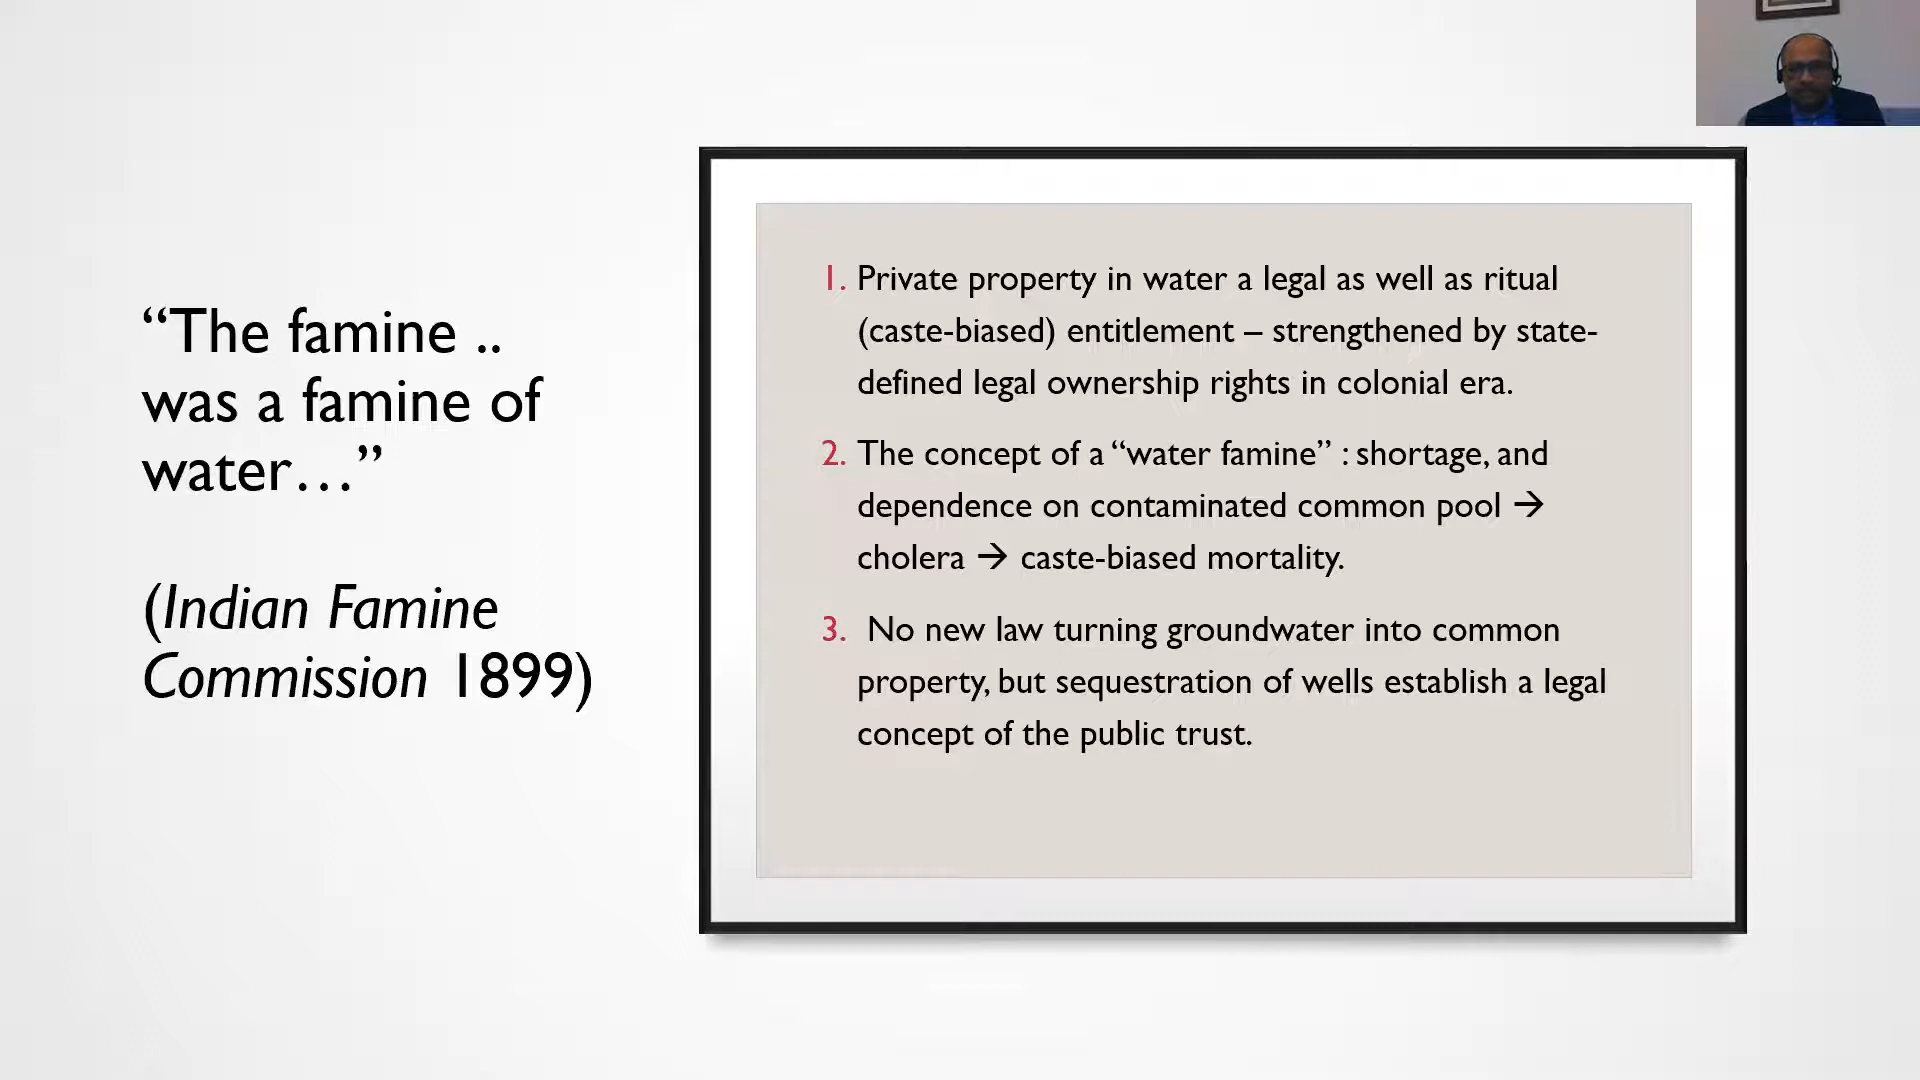 “The famine ..
was a famine of
water…”
(Indian Famine
Commission 1899)
1. Private property in water a legal as well as ritual
(caste-biased) entitlement – strengthened by state-
defined legal ownership rights in colonial era.
2. The concept of a “water famine” : shortage, and
dependence on contaminated common pool →
cholera → caste-biased mortality.
3. No new law turning groundwater into common
property, but sequestration of wells establish a legal
concept of the public trust.